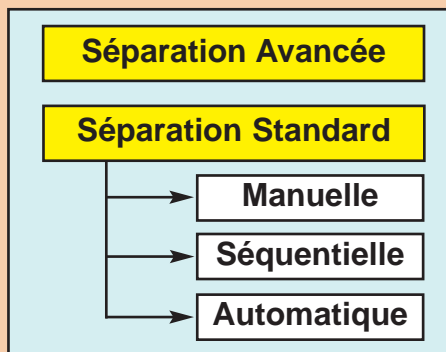 Séparation Avancée
Séparation Standard
Manuelle
Séquentielle
Automatique